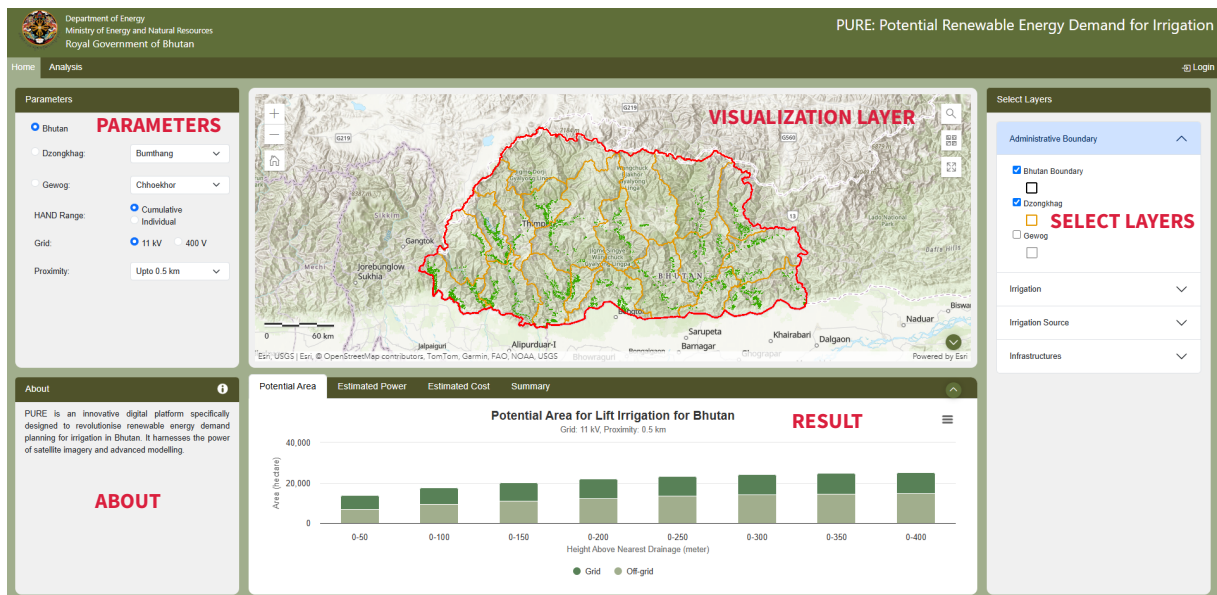 Department of Energy
Ministry of Energy and Natural Resources
Royal Government of Bhutan
PURE: Potential Renewable Energy Demand for Irrigation
Home
Analysis
Login
Parameters
PARAMETERS
Bhutan
Dzongkhag:
Bumthang
Gewog:
Chhoekhor
HAND Range:
Cumulative
Individual
Grid:
11 kV
400 V
Proximity:
Upto 0.5 km
About
PURE is an innovative digital platform specifically
designed to revolutionise renewable energy demand
planning for irrigation in Bhutan. It harnesses the power
of satellite imagery and advanced modelling.
ABOUT
VISUALIZATION LAYER
G219
G219
G560
13
Sikkim
Gangtok
Mechi
Jorebunglow
Sukhia
Thimphu
BHUTAN
Jalpaiguri
Alipurduar-I
Bhowraguri
Bongaigaon
Barnagar
Sarupeta
Ghograpar
Khairabari
Dalgaon
Naduar
Biswa
0
60 km
Esri, USGS | Esri, © OpenStreetMap contributors, TomTom, Garmin, FAO, NOAA, USGS
Powered by Esri
Potential Area
Estimated Power
Estimated Cost
Summary
Potential Area for Lift Irrigation for Bhutan
Grid: 11 kV, Proximity: 0.5 km
RESULT
Area (hectare)
40,000
20,000
0
0-50
0-100
0-150
0-200
0-250
0-300
0-350
0-400
Height Above Nearest Drainage (meter)
Grid
Off-grid
Select Layers
Administrative Boundary
Bhutan Boundary
Dzongkhag
SELECT LAYERS
Gewog
Irrigation
Irrigation Source
Infrastructures